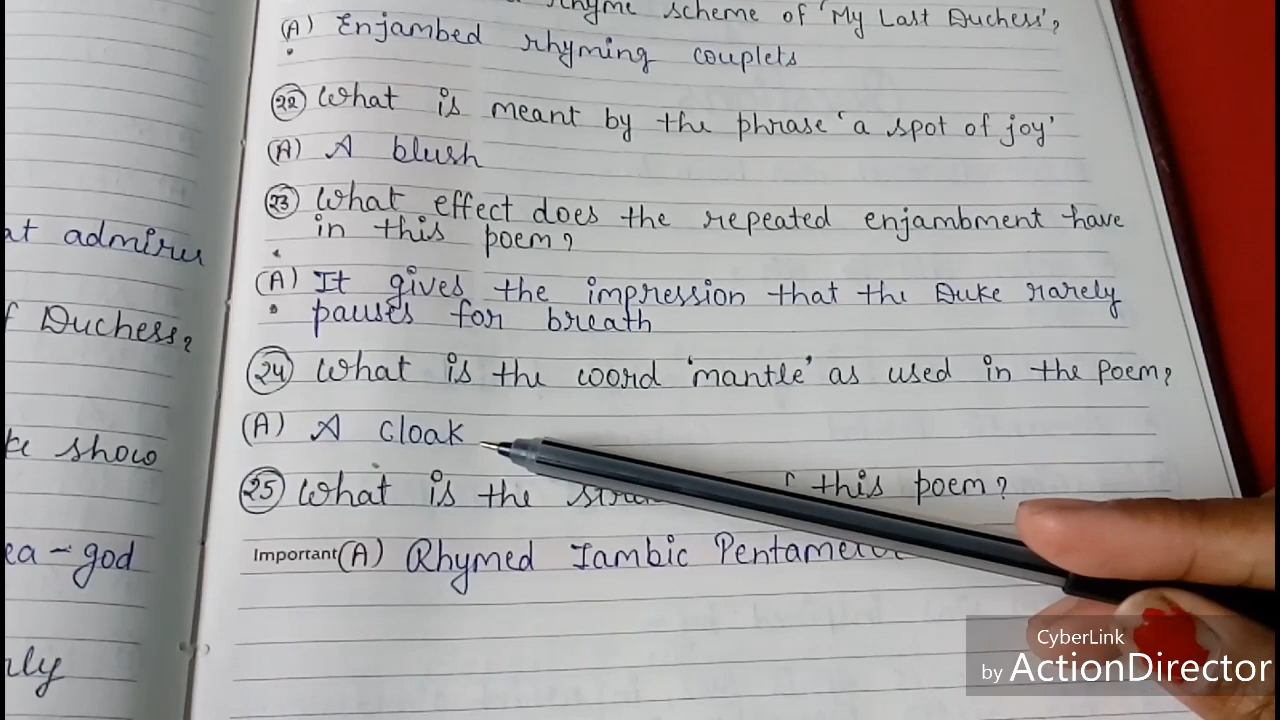 rhyme scheme of 'My Last Duchess'?
(A) Enjambed rhyming couplets
22 What is meant by the phrase 'a spot of joy'
(A) A blush
23 What effect does the repeated enjambment have
in this poem?
(A) It gives the impression that the Duke rarely
pauses for breath
24 What is the word 'mantle' as used in the poem?
(A) A cloak
25 What is the this poem?
Important (A) Rhymed Iambic
at admires
Duchess?
show
ea-god
CyberLink
by ActionDirector